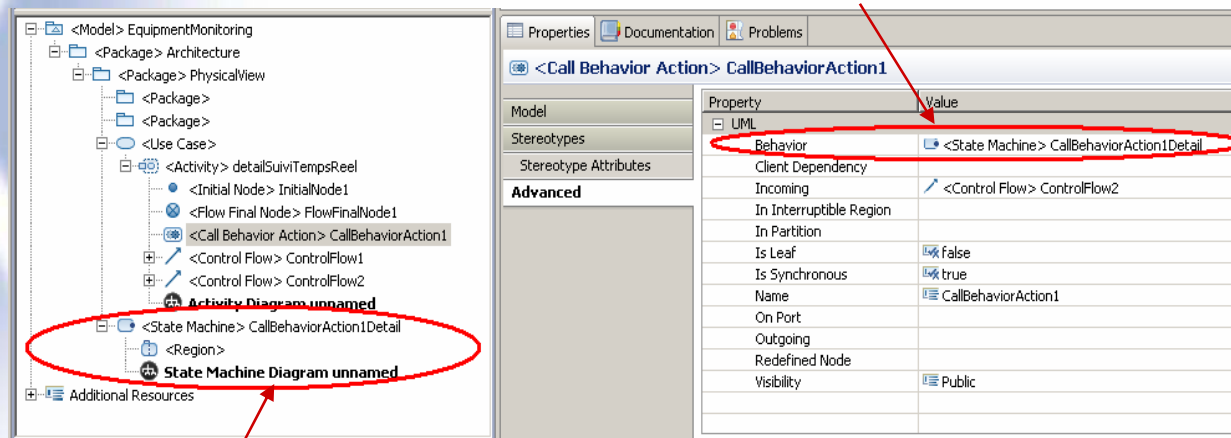 <Model> EquipmentMonitoring
<Package> Architecture
<Package> PhysicalView
<Package>
<Package>
<Use Case>
<Activity> detailSuiviTempsReel
<Initial Node> InitialNode1
<Flow Final Node> FlowFinalNode1
<Call Behavior Action> CallBehaviorAction1
<Control Flow> ControlFlow1
<Control Flow> ControlFlow2
Activity Diagram unnamed
<State Machine> CallBehaviorAction1Detail
<Region>
State Machine Diagram unnamed
Additional Resources
Properties Documentation Problems
<Call Behavior Action> CallBehaviorAction1
Model
Stereotypes
Stereotype Attributes
Advanced
Property Value
UML
Behavior <State Machine> CallBehaviorAction1Detail
Client Dependency
Incoming <Control Flow> ControlFlow2
In Interruptible Region
In Partition
Is Leaf false
Is Synchronous true
Name CallBehaviorAction1
On Port
Outgoing
Redefined Node
Visibility Public